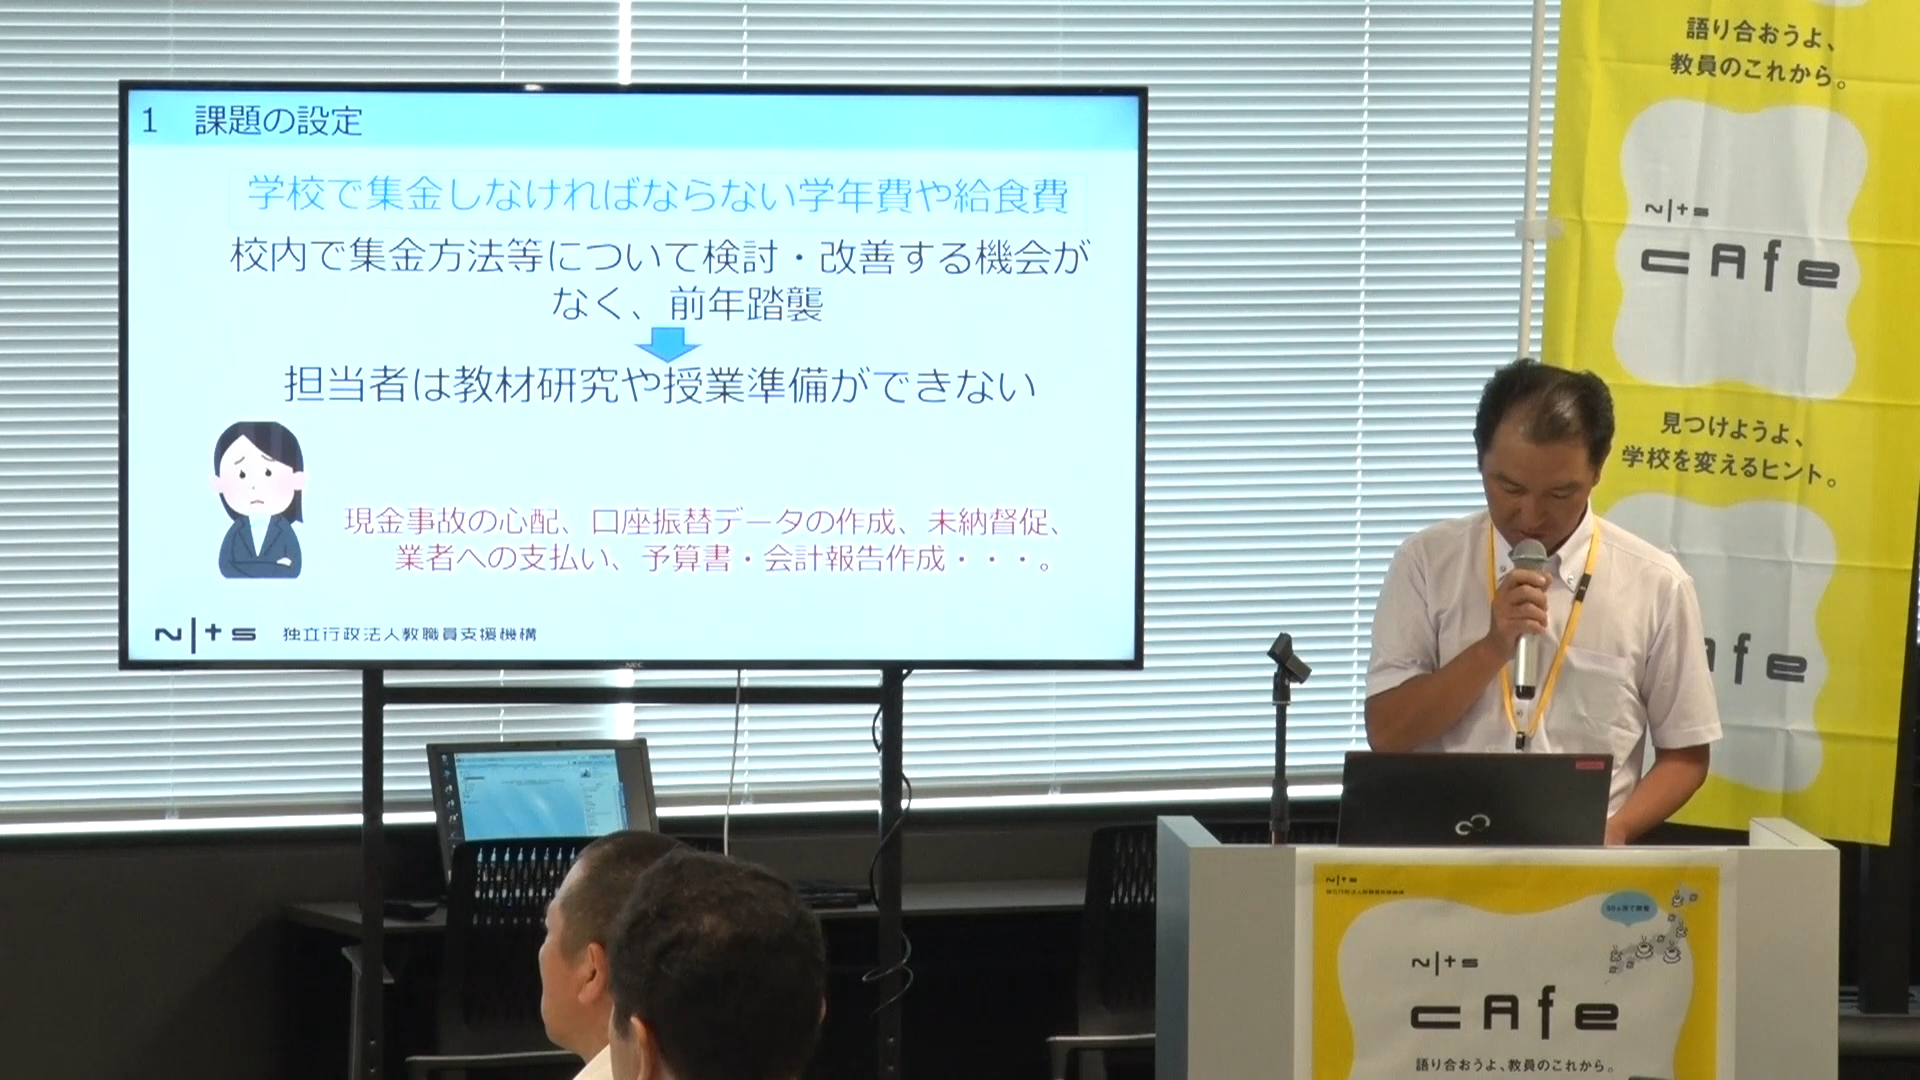 1 課題の設定
学校で集金しなければならない学年費や給食費
校内で集金方法等について検討・改善する機会が
なく、前年踏襲
担当者は教材研究や授業準備ができない
現金事故の心配、口座振替データの作成、未納督促、
業者への支払い、予算書・会計報告作成・・・。
N|ts 独立行政法人教職員支援機構
NEC
語り合おうよ、
教員のこれから。
N|ts
cAfe
見つけようよ、
学校を変えるヒント。
Afe
N|ts
N|ts
cAfe
語り合おうよ、教員のこれから。